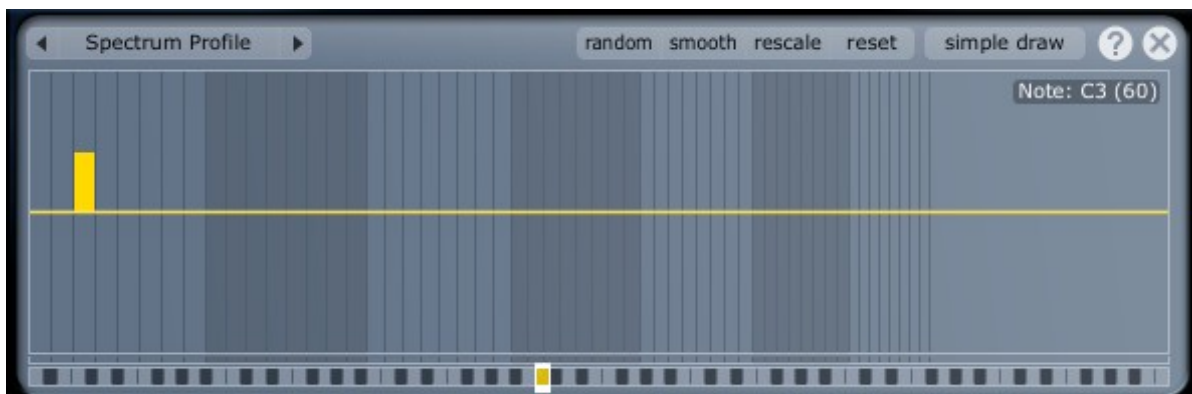 Spectrum Profile random smooth rescale reset simple draw ?
Note: C3 (60)